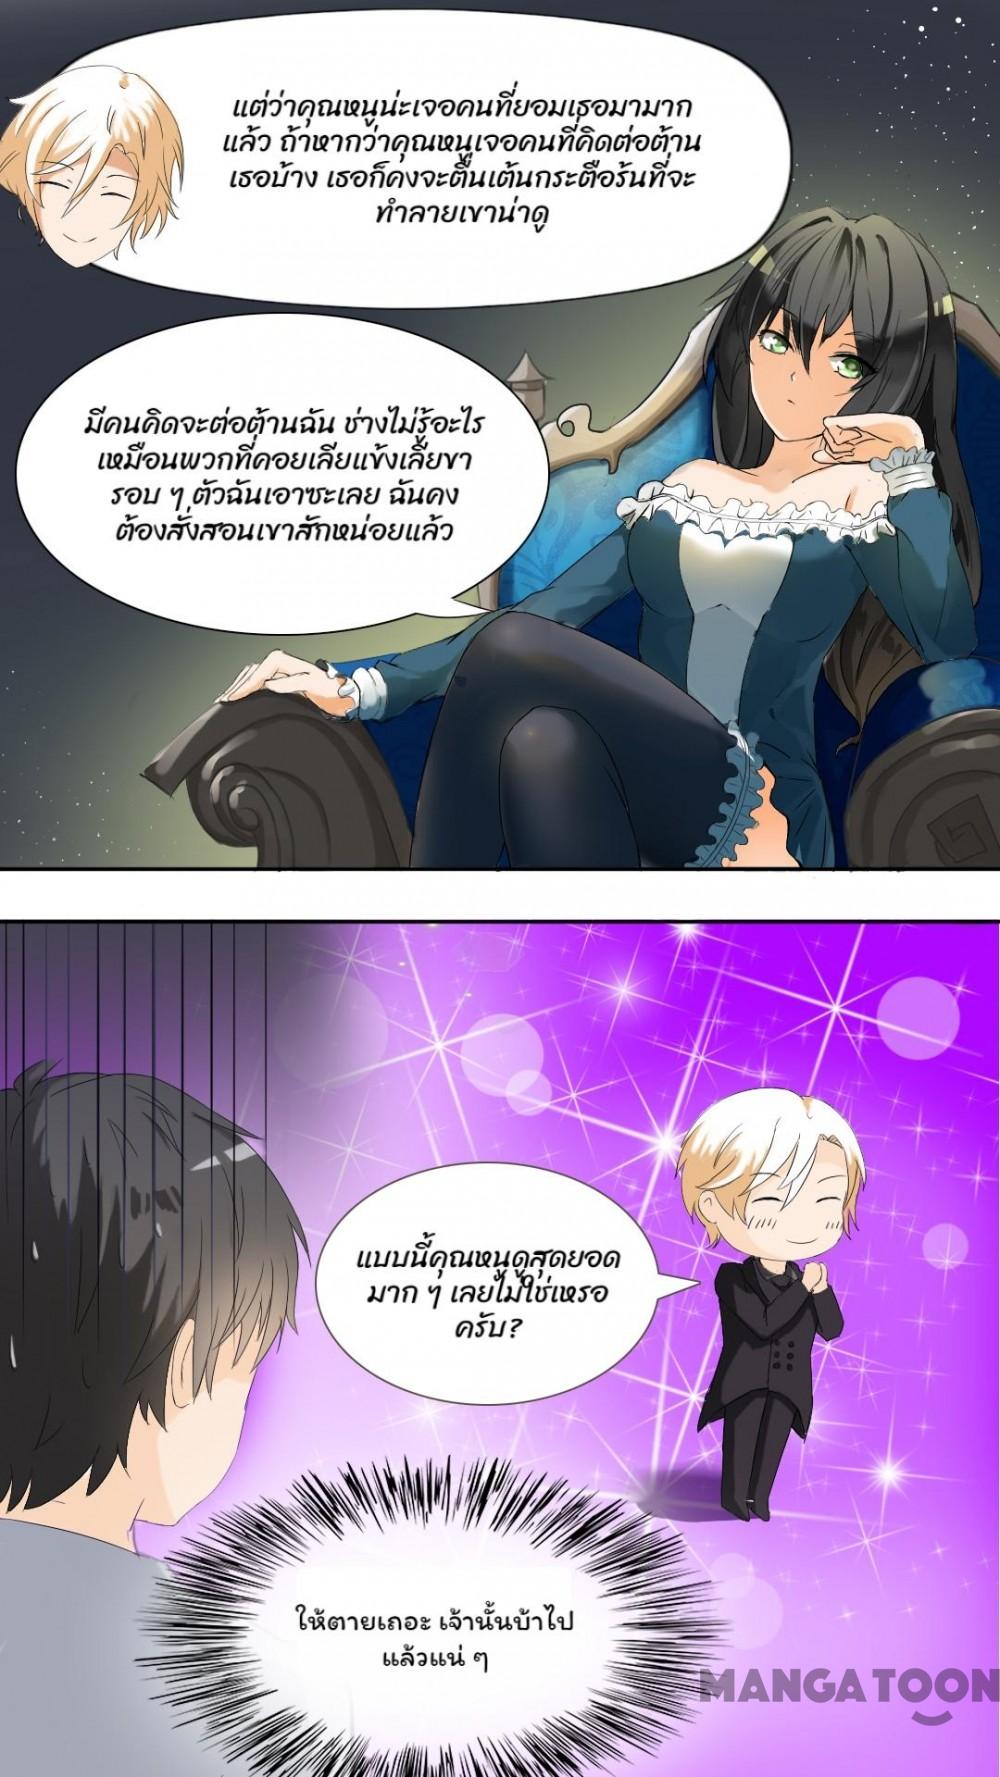 แต่ว่าคุณหนูน่ะเจอคนที่ยอมเธอมามาก
แล้ว ถ้าหากว่าคุณหนูเจอคนที่คิดต่อต้าน
เธอบ้าง เธอก็คงจะตื่นเต้นกระตือร้นที่จะ
ทำลายเขาน่าดู
มีคนคิดจะต่อต้านฉัน ช่างไม่รู้อะไร
เหมือนพวกที่คอยเลียแข้งเลียขา
รอบ ๆ ตัวฉันเอาซะเลย ฉันคง
ต้องสั่งสอนเขาสักหน่อยแล้ว
แบบนี้คุณหนูดูสุดยอด
มาก ๆ เลยไม่ใช่เหรอ
ครับ?
ให้ตายเถอะ เจ้านั้นบ้าไป
แล้วแน่ ๆ
MANGATOON